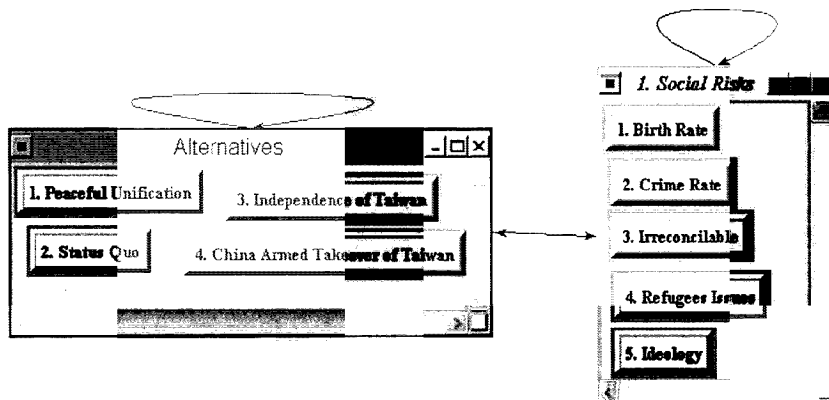 Alternatives
1. Peaceful Unification
3. Independence of Taiwan
2. Status Quo
4. China Armed Takeover of Taiwan
1. Social Risks
1. Birth Rate
2. Crime Rate
3. Irreconcilable
4. Refugees Issues
5. Ideology